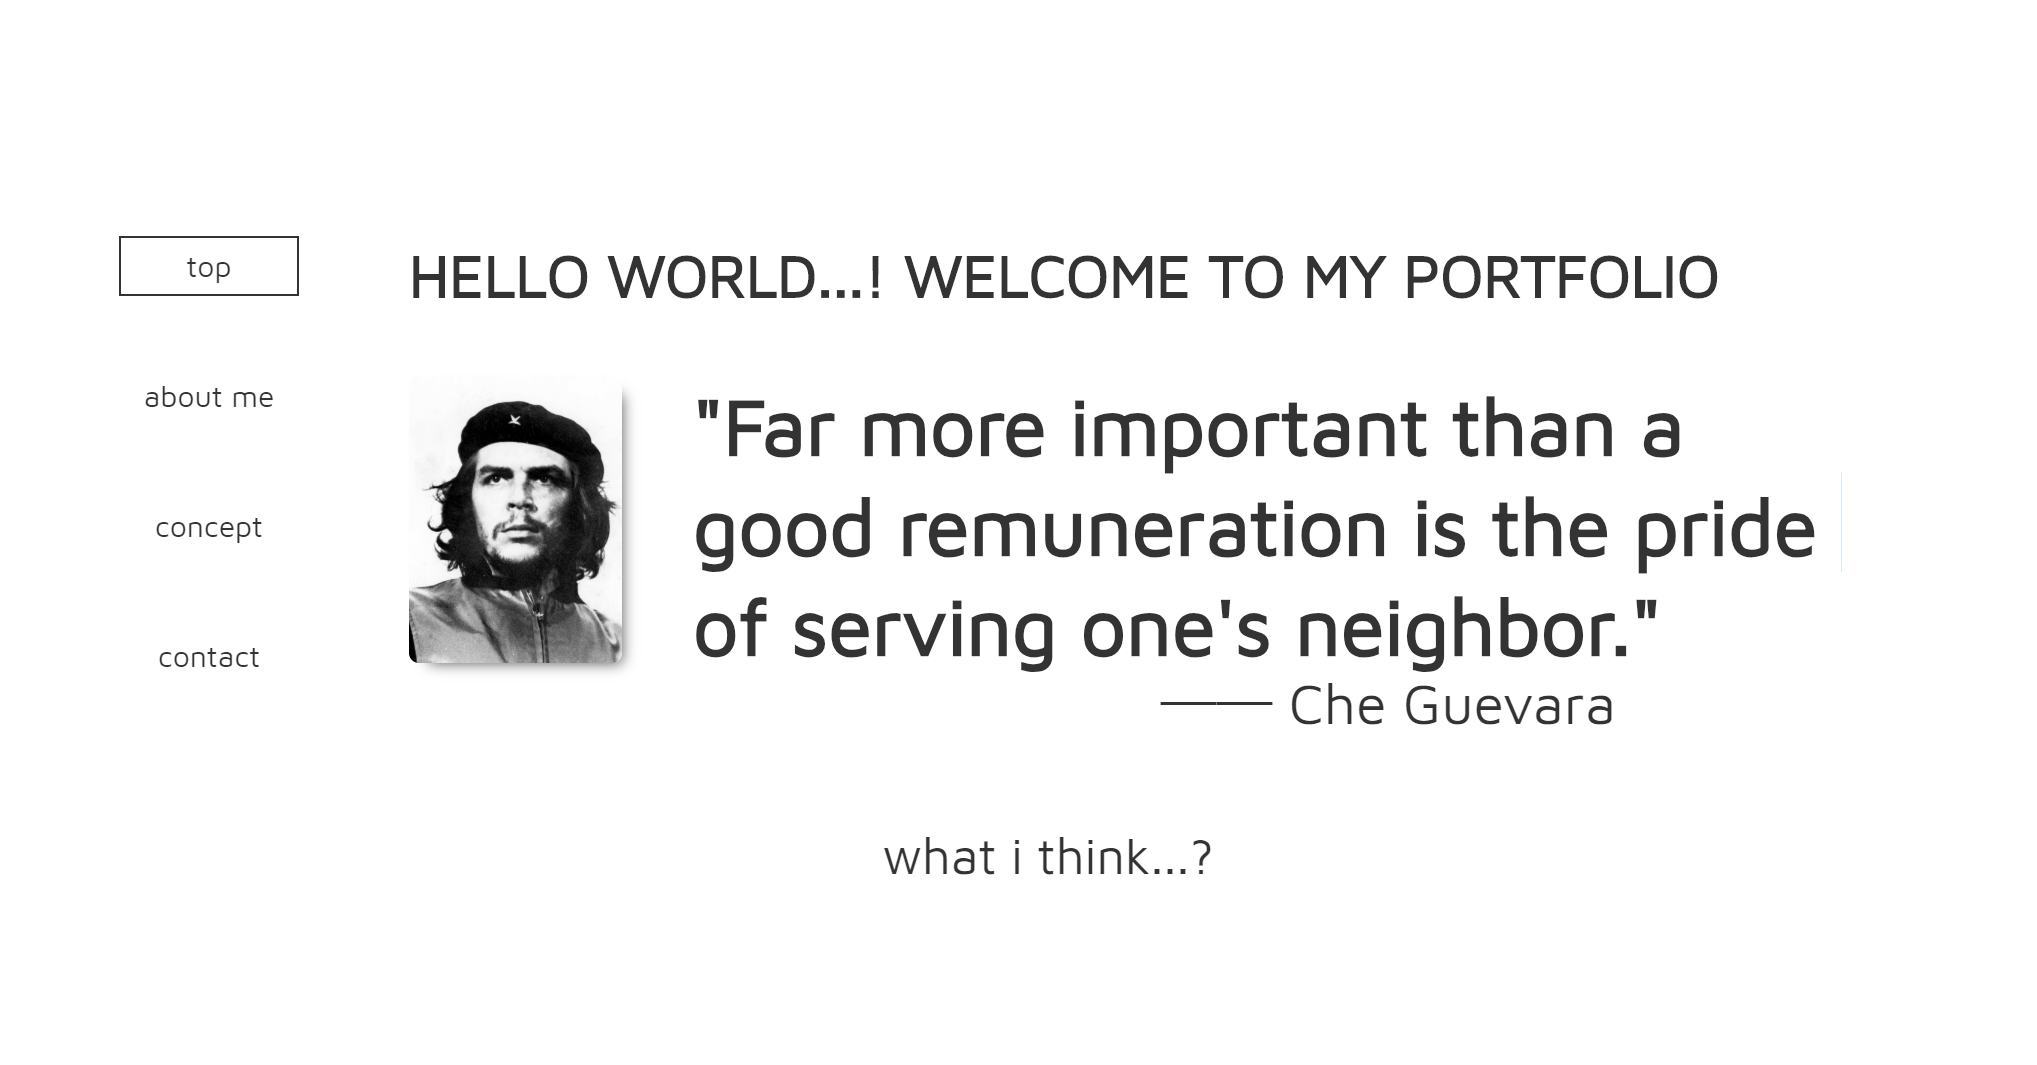 top
HELLO WORLD...! WELCOME TO MY PORTFOLIO
about me
"Far more important than a
good remuneration is the pride
concept
of serving one's neighbor."
contact
—— Che Guevara
what i think...?